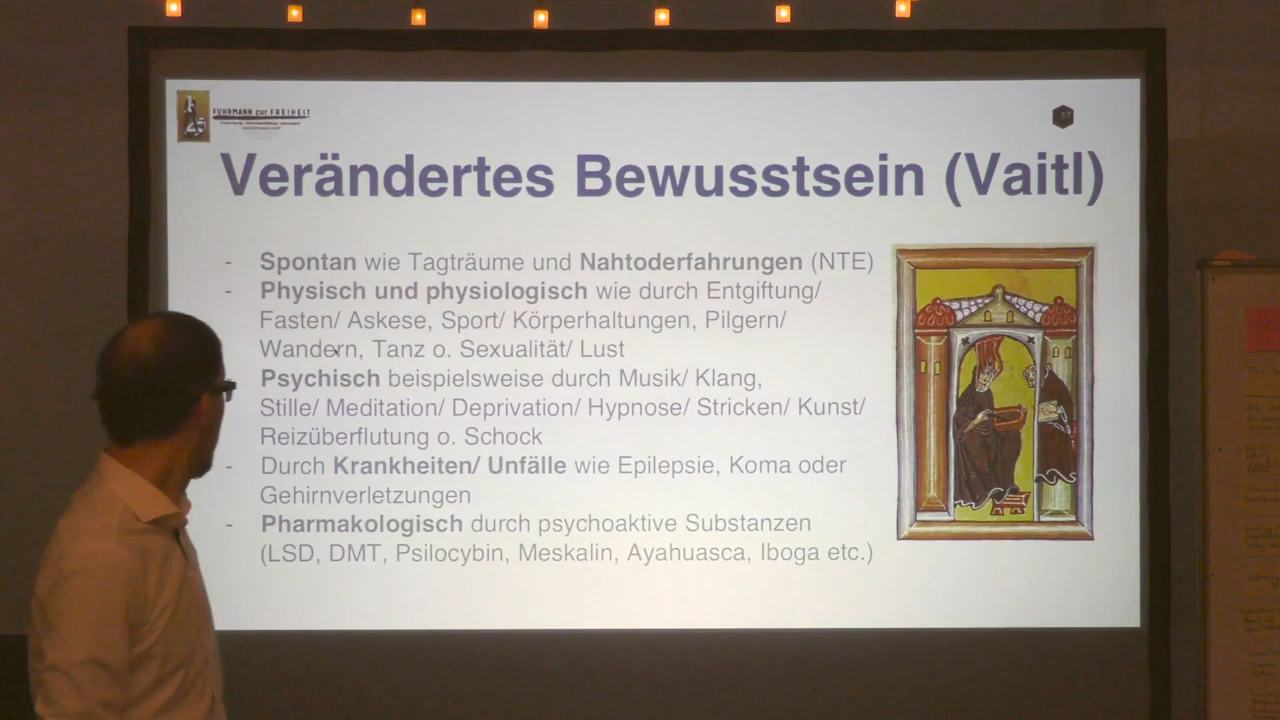 FUHRMANN zur FREIHEIT
37
Verändertes Bewusstsein (Vaitl)
- Spontan wie Tagträume und Nahtoderfahrungen (NTE)
- Physisch und physiologisch wie durch Entgiftung/
Fasten/ Askese, Sport/ Körperhaltungen, Pilgern/
Wandern, Tanz o. Sexualität/ Lust
Psychisch beispielsweise durch Musik/ Klang,
Stille/ Meditation/ Deprivation/ Hypnose/ Stricken/ Kunst/
Reizüberflutung o. Schock
- Durch Krankheiten/ Unfälle wie Epilepsie, Koma oder
Gehirnverletzungen
- Pharmakologisch durch psychoaktive Substanzen
(LSD, DMT, Psilocybin, Meskalin, Ayahuasca, Iboga etc.)